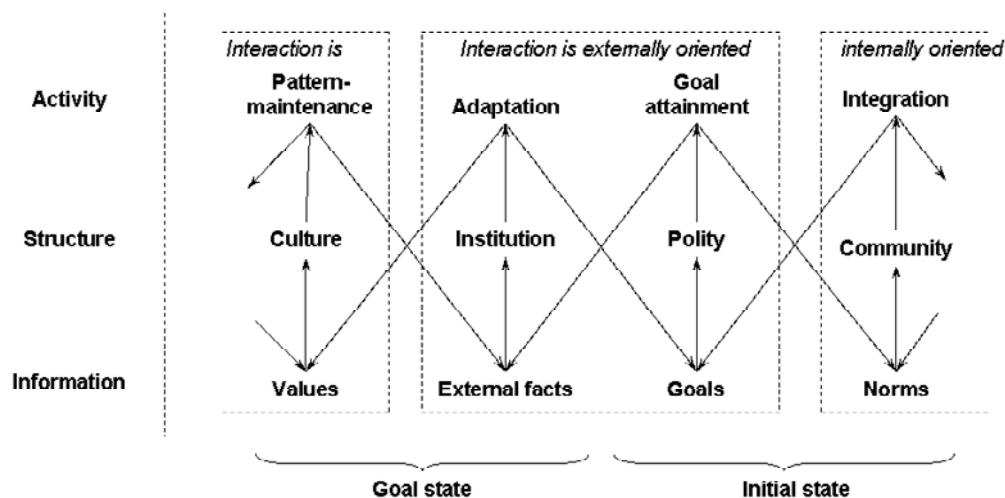 Interaction is
Interaction is externally oriented
internally oriented
Activity
Pattern-
maintenance
Adaptation
Goal
attainment
Integration
Structure
Culture
Institution
Polity
Community
Information
Values
External facts
Goals
Norms
Goal state
Initial state